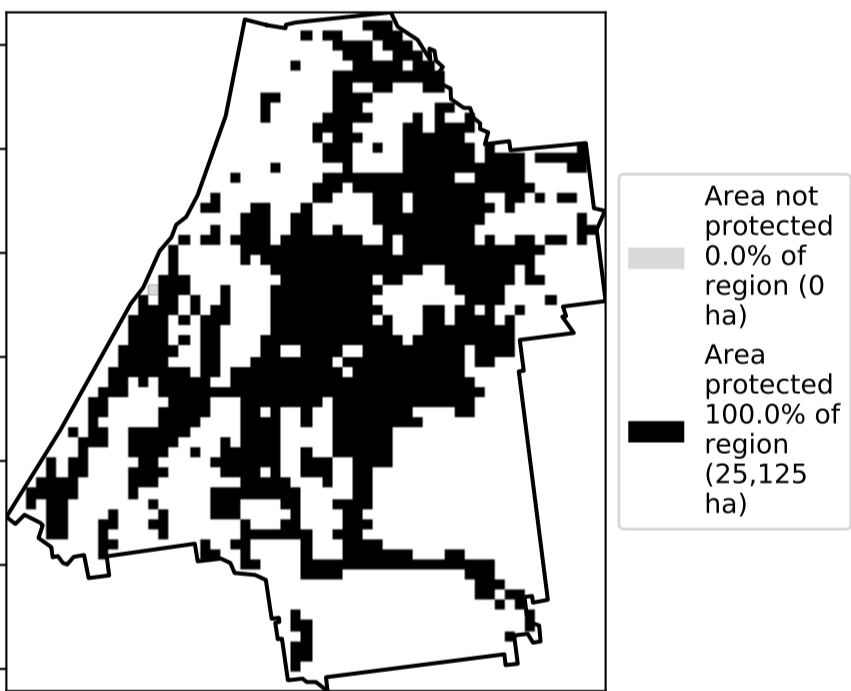 Area not
protected
0.0% of
region (0
ha)
Area
protected
100.0% of
region
(25,125
ha)